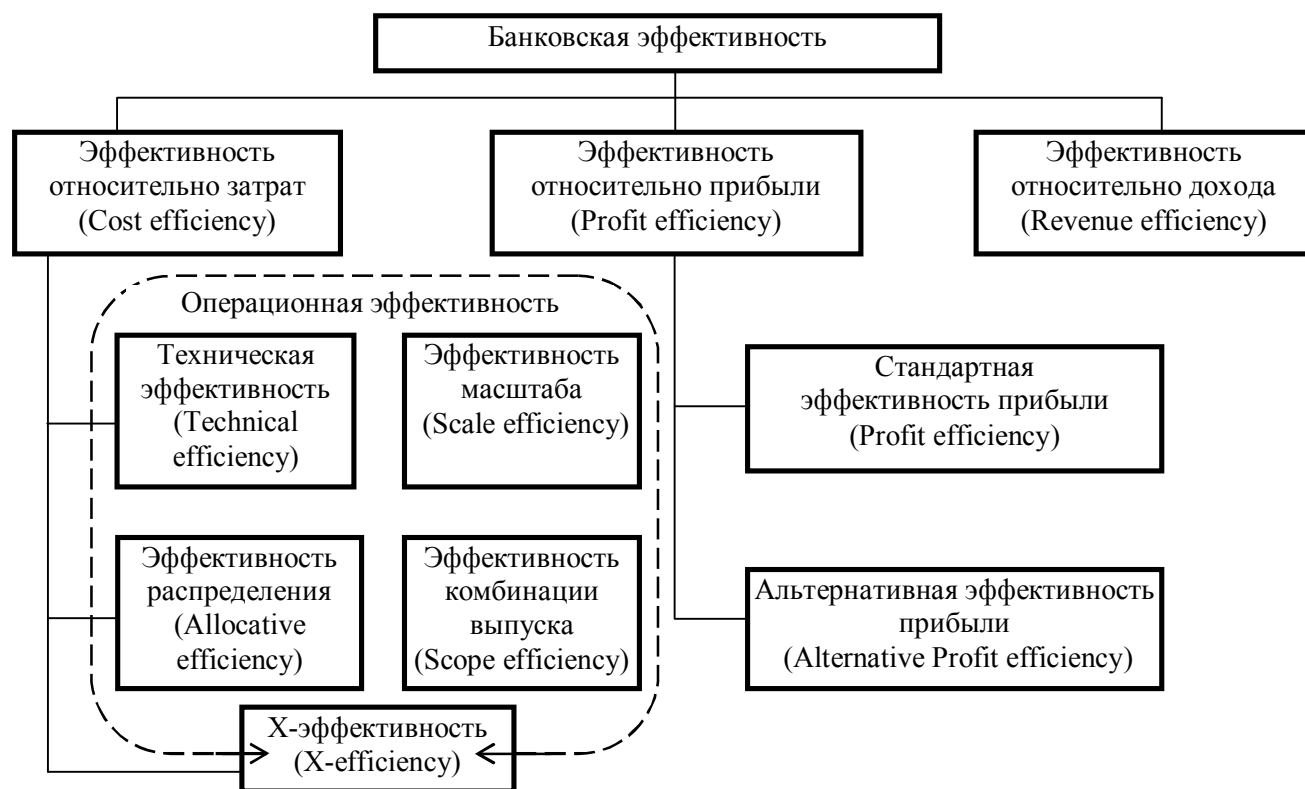 Банковская эффективность
Эффективность
относительно затрат
(Cost efficiency)
Эффективность
относительно прибыли
(Profit efficiency)
Эффективность
относительно дохода
(Revenue efficiency)
Операционная эффективность
Техническая
эффективность
(Technical
efficiency)
Эффективность
масштаба
(Scale efficiency)
Стандартная
эффективность прибыли
(Profit efficiency)
Эффективность
распределения
(Allocative
efficiency)
Эффективность
комбинации
выпуска
(Scope efficiency)
Альтернативная эффективность
прибыли
(Alternative Profit efficiency)
X-эффективность
(X-efficiency)